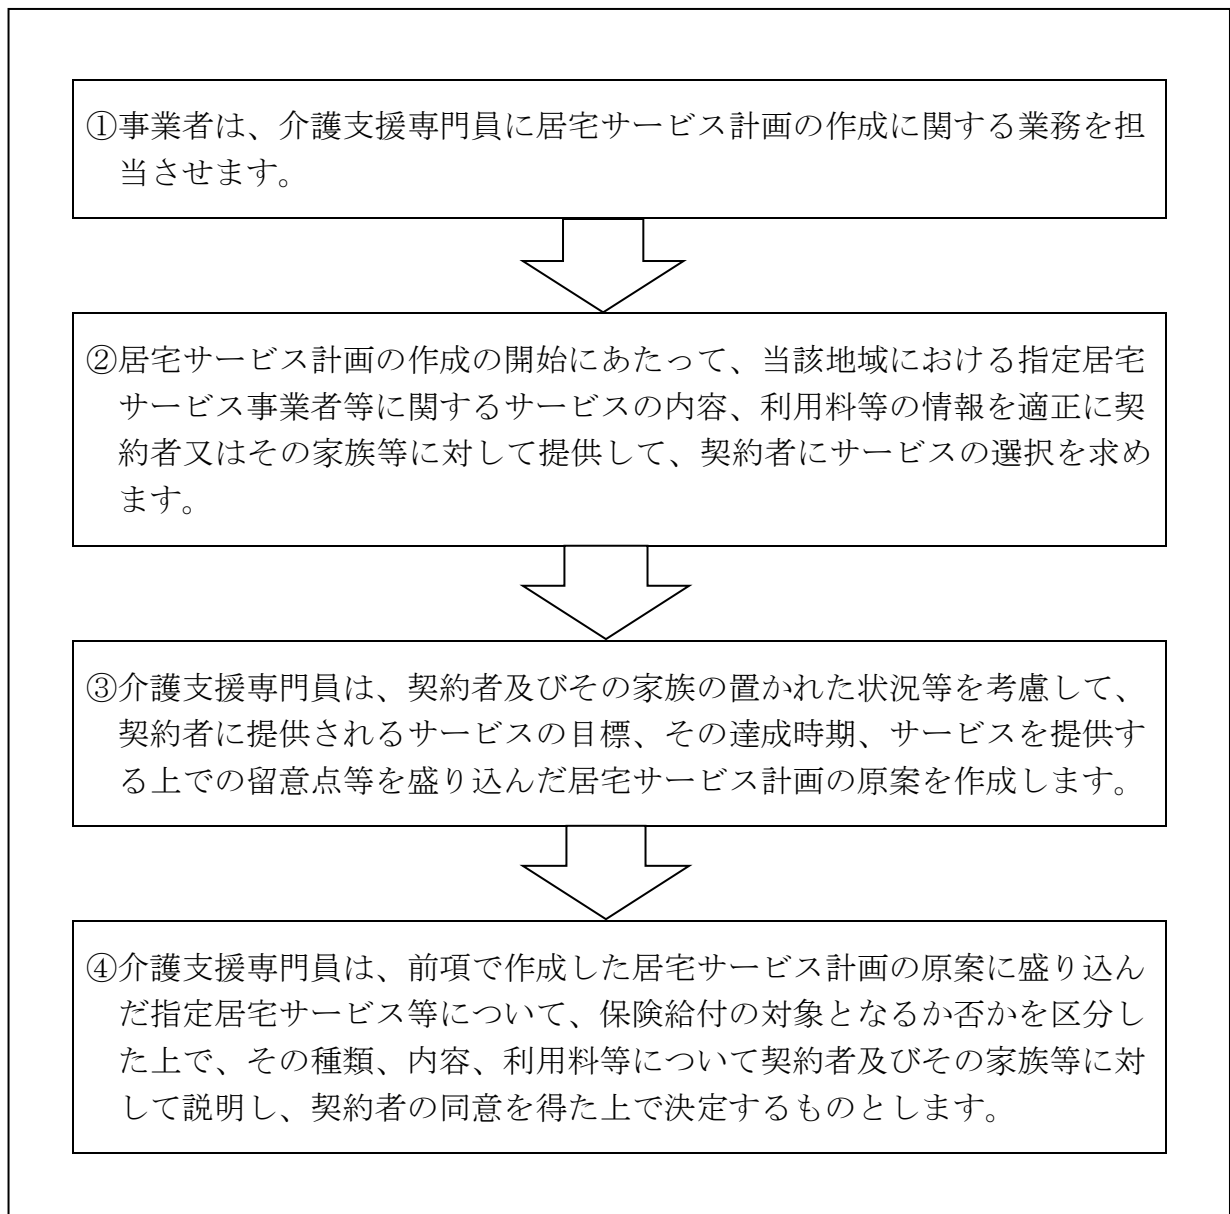 ①事業者は、介護支援専門員に居宅サービス計画の作成に関する業務を担
当させます。
②居宅サービス計画の作成の開始にあたって、当該地域における指定居宅
サービス事業者等に関するサービスの内容、利用料等の情報を適正に契
約者又はその家族等に対して提供して、契約者にサービスの選択を求め
ます。
③介護支援専門員は、契約者及びその家族の置かれた状況等を考慮して、
契約者に提供されるサービスの目標、その達成時期、サービスを提供す
る上での留意点等を盛り込んだ居宅サービス計画の原案を作成します。
④介護支援専門員は、前項で作成した居宅サービス計画の原案に盛り込ん
だ指定居宅サービス等について、保険給付の対象となるか否かを区分し
た上で、その種類、内容、利用料等について契約者及びその家族等に対
して説明し、契約者の同意を得た上で決定するものとします。